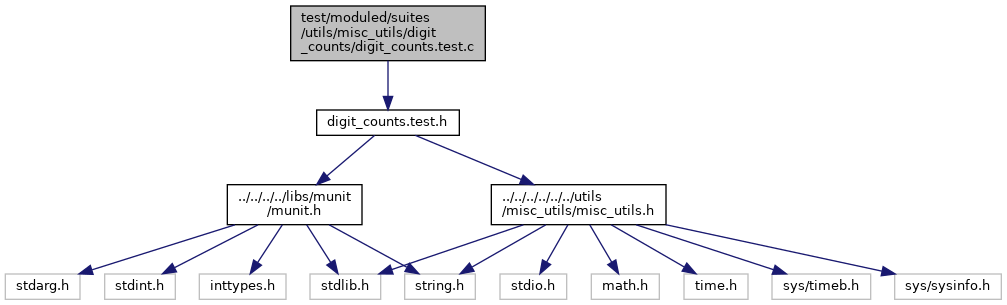 test/moduled/suites
/utils/misc_utils/digit
_counts/digit_counts.test.c
digit_counts.test.h
../../../../libs/munit
/munit.h
../../../../../../utils
/misc_utils/misc_utils.h
stdarg.h
stdint.h
inttypes.h
stdlib.h
string.h
stdio.h
math.h
time.h
sys/timeb.h
sys/sysinfo.h